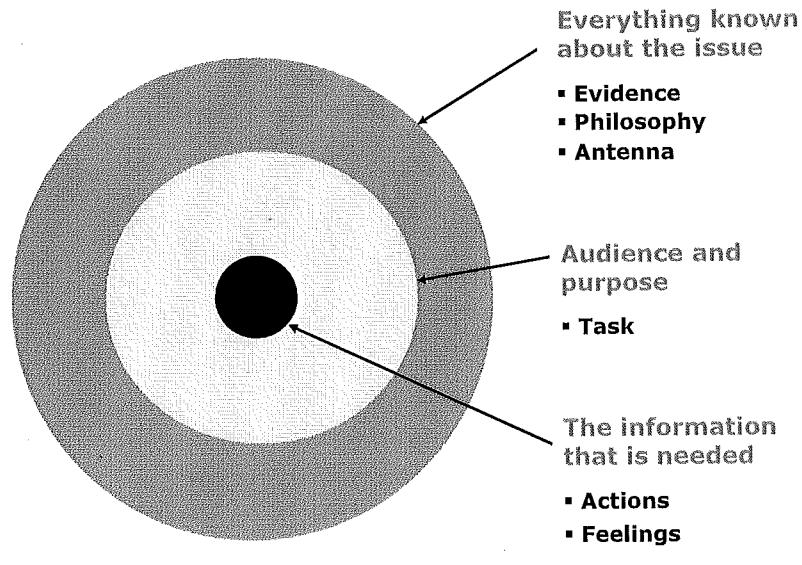 Everything known
about the issue
▪ Evidence
▪ Philosophy
▪ Antenna
Audience and
purpose
▪ Task
The information
that is needed
▪ Actions
▪ Feelings